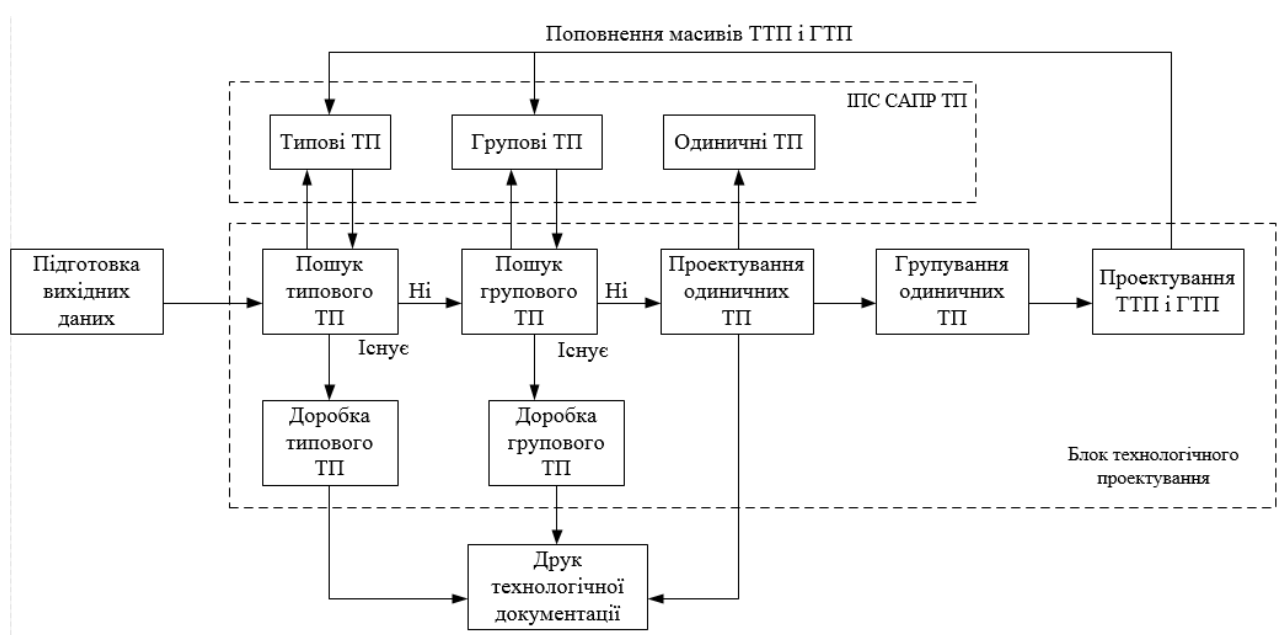 Поповнення масивів ТТП і ГТП
ІПС САПР ТП
Типові ТП
Групові ТП
Одиничні ТП
Підготовка
вихідних
даних
Пошук
типового
ТП
Ні
Пошук
групового
ТП
Ні
Проектування
одиничних
ТП
Групування
одиничних
ТП
Проектування
ТТП і ГТП
Існує
Існує
Доробка
типового
ТП
Доробка
групового
ТП
Блок технологічного
проектування
Друк
технологічної
документації